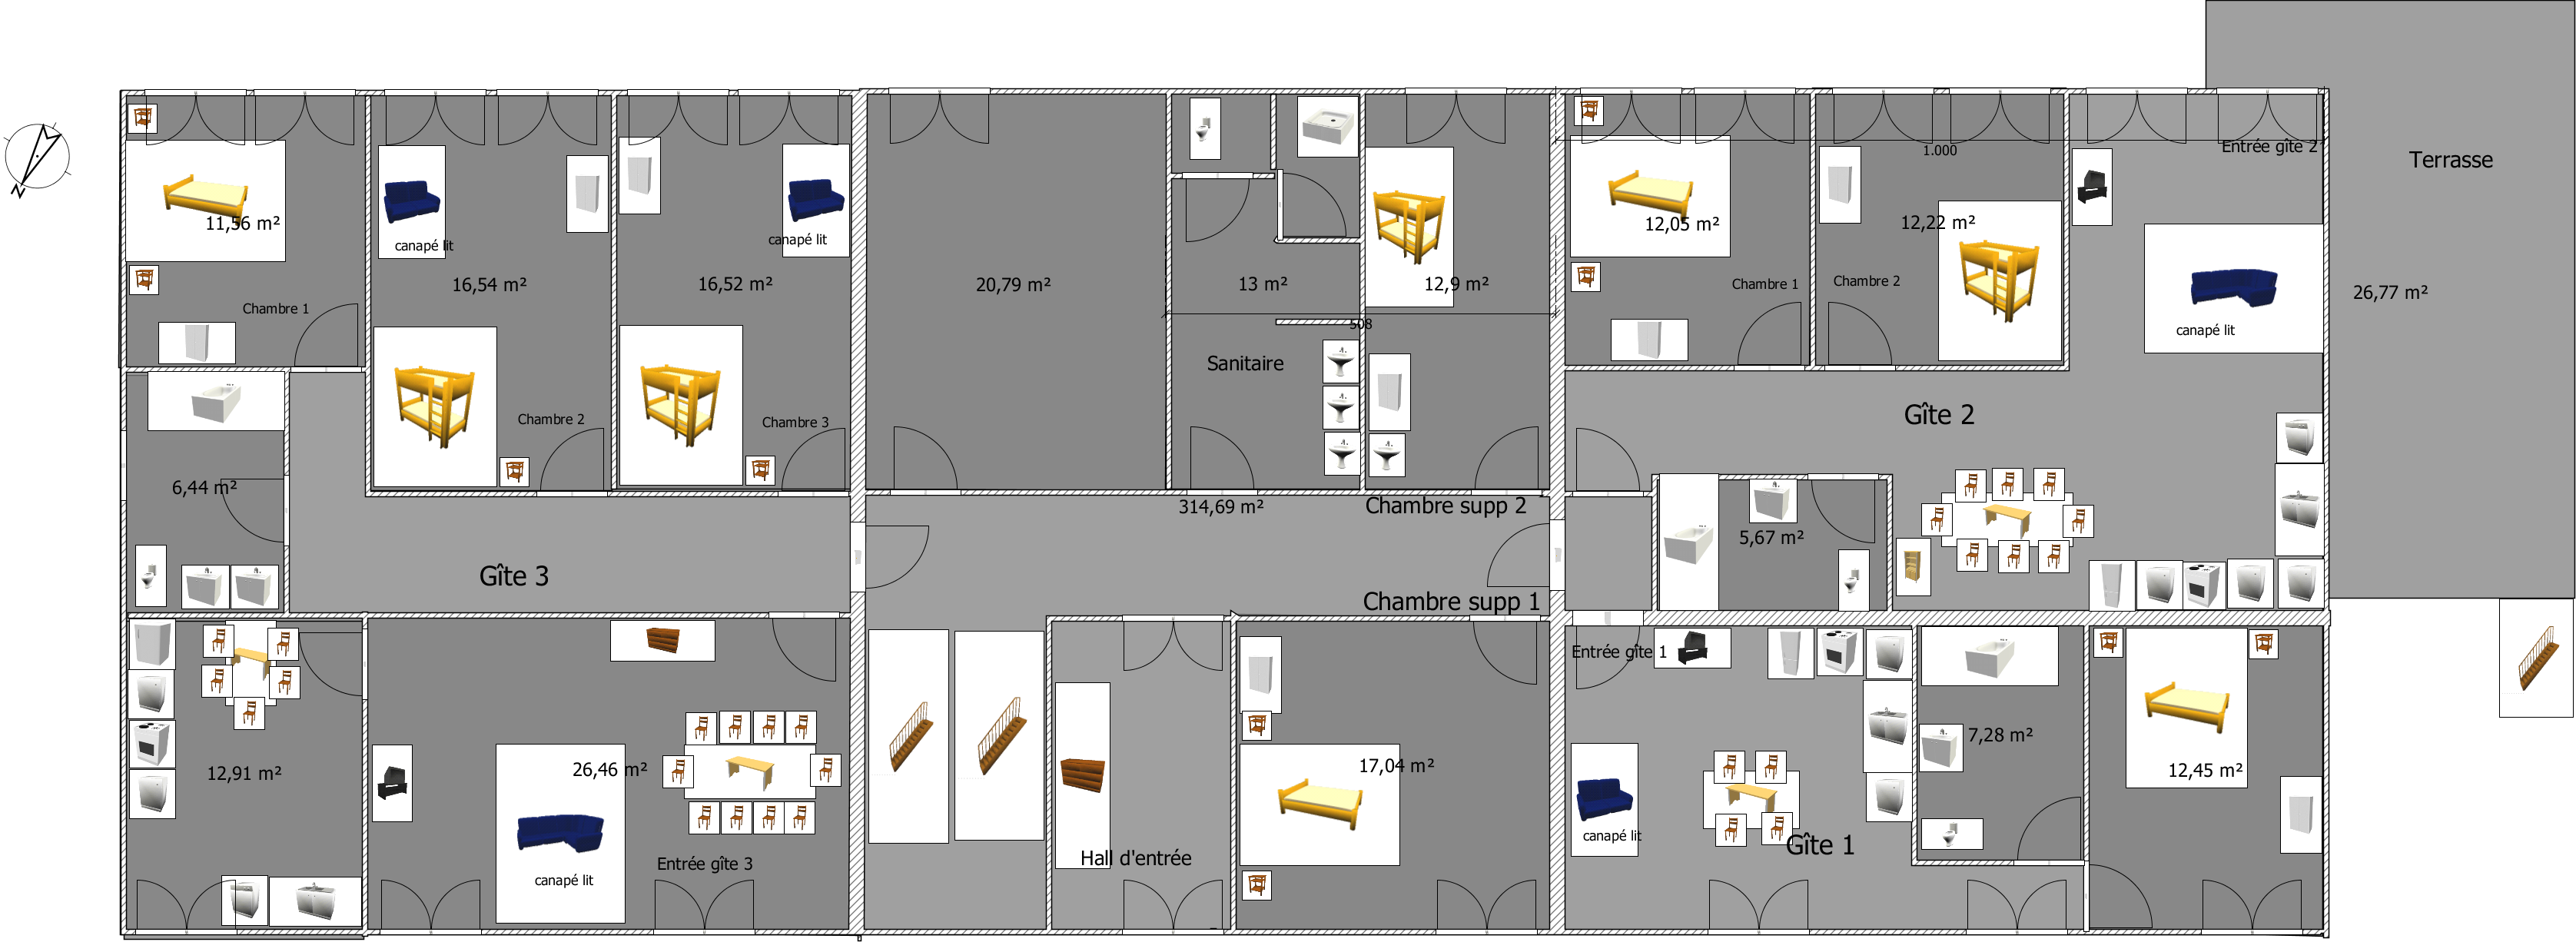 Terrasse
Entrée gîte 2
1.000
N
11,56 m²
12,05 m²
12,22 m²
canapé lit
canapé lit
16,54 m²
16,52 m²
20,79 m²
13 m²
12,9 m²
Chambre 1
Chambre 2
26,77 m²
Chambre 1
508
canapé lit
Sanitaire
Chambre 2
Chambre 3
Gîte 2
6,44 m²
314,69 m²
Chambre supp 2
5,67 m²
Gîte 3
Chambre supp 1
Entrée gîte 1
7,28 m²
12,91 m²
26,46 m²
17,04 m²
12,45 m²
canapé lit
Gîte 1
Entrée gîte 3
Hall d'entrée
canapé lit